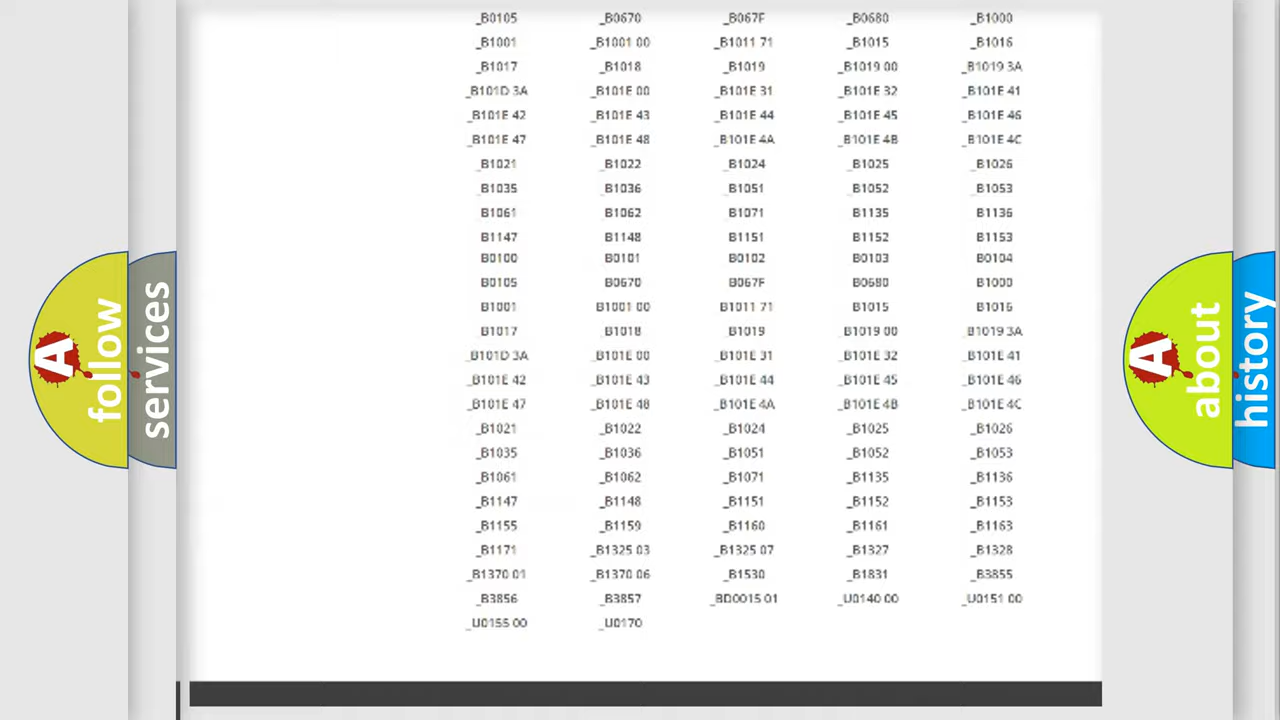 _B0105 _B0670 _B067F _B0680 _B1000
_B1001 _B1001 00 _B1011 71 _B1015 _B1016
_B1017 _B1018 _B1019 _B1019 00 _B1019 3A
_B101D 3A _B101E 00 _B101E 31 _B101E 32 _B101E 41
_B101E 42 _B101E 43 _B101E 44 _B101E 45 _B101E 46
_B101E 47 _B101E 48 _B101E 4A _B101E 4B _B101E 4C
_B1021 _B1022 _B1024 _B1025 _B1026
_B1035 _B1036 _B1051 _B1052 _B1053
B1061 B1062 B1071 B1135 B1136
B1147 B1148 B1151 B1152 B1153
B0100 B0101 B0102 B0103 B0104
B0105 B0670 B067F B0680 B1000
B1001 B1001 00 B1011 71 B1015 B1016
B1017 B1018 B1019 B1019 00 _B1019 3A
_B101D 3A _B101E 00 _B101E 31 _B101E 32 _B101E 41
_B101E 42 _B101E 43 _B101E 44 _B101E 45 _B101E 46
_B101E 47 _B101E 48 _B101E 4A _B101E 4B _B101E 4C
_B1021 _B1022 _B1024 _B1025 _B1026
_B1035 _B1036 _B1051 _B1052 _B1053
_B1061 _B1062 _B1071 _B1135 _B1136
_B1147 _B1148 _B1151 _B1152 _B1153
_B1155 _B1159 _B1160 _B1161 _B1163
_B1171 _B1325 03 _B1325 07 _B1327 _B1328
_B1370 01 _B1370 06 _B1530 _B1831 _B3855
_B3856 _B3857 _BD0015 01 _U0140 00 _U0151 00
_U0155 00 _U0170
A follow
services
A about
history